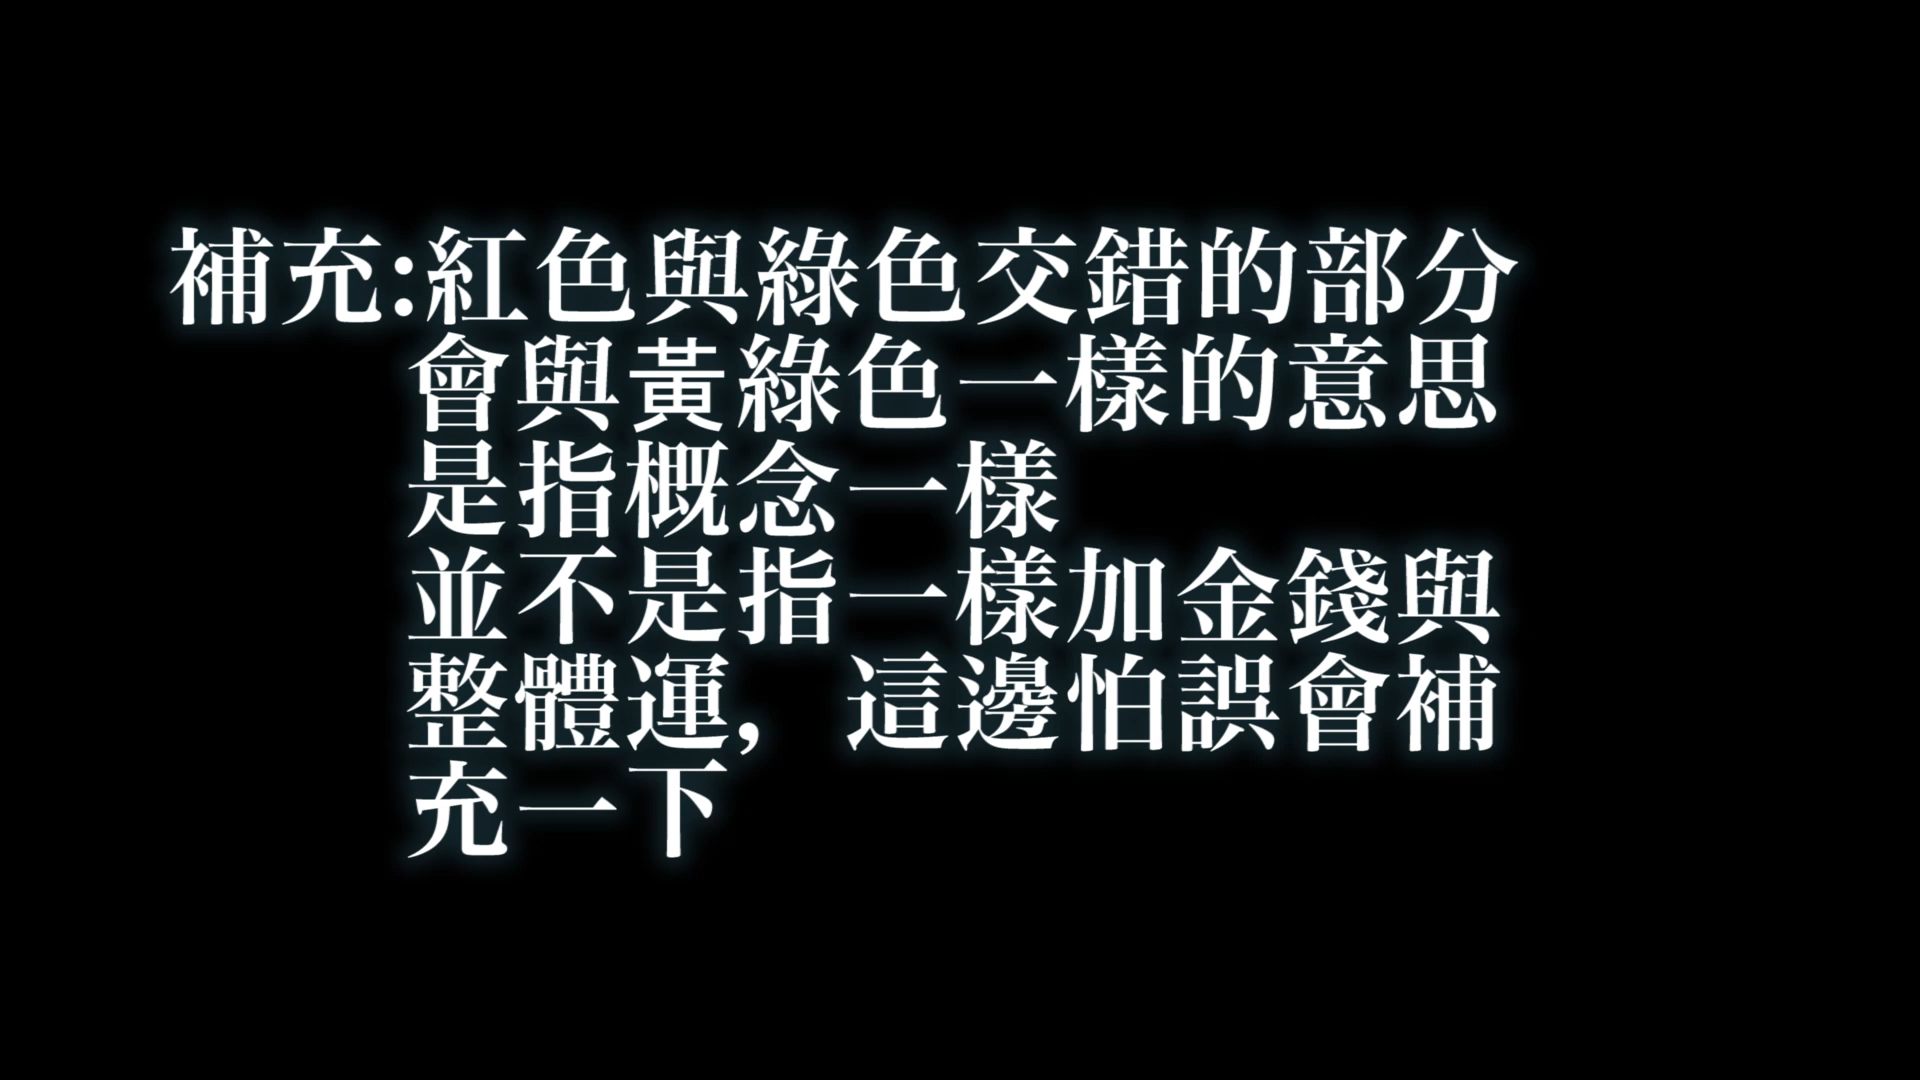 補充:紅色與綠色交錯的部分
會與黃綠色一樣的意思
是指概念一樣
並不是指一樣加金錢與
整體運，這邊怕誤會補
充一下